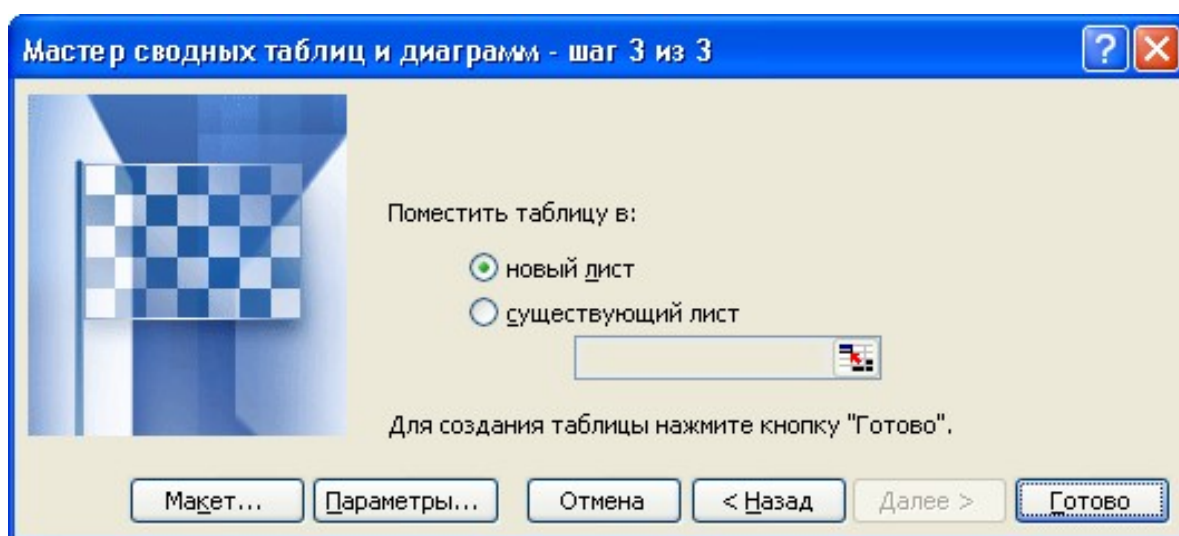 Мастер сводных таблиц и диаграмм - шаг 3 из 3
Поместить таблицу в:
новый лист
существующий лист
Для создания таблицы нажмите кнопку "Готово".
Макет... Параметры... Отмена < Назад Далее > Готово